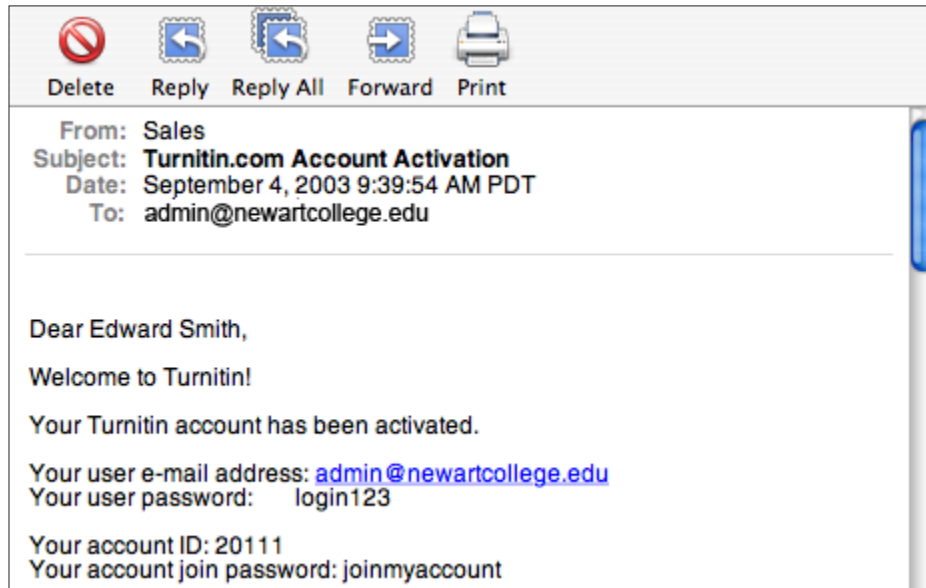 Delete Reply Reply All Forward Print
From: Sales
Subject: Turnitin.com Account Activation
Date: September 4, 2003 9:39:54 AM PDT
To: admin@newartcollege.edu
Dear Edward Smith,
Welcome to Turnitin!
Your Turnitin account has been activated.
Your user e-mail address: admin@newartcollege.edu
Your user password: login123
Your account ID: 20111
Your account join password: joinmyaccount